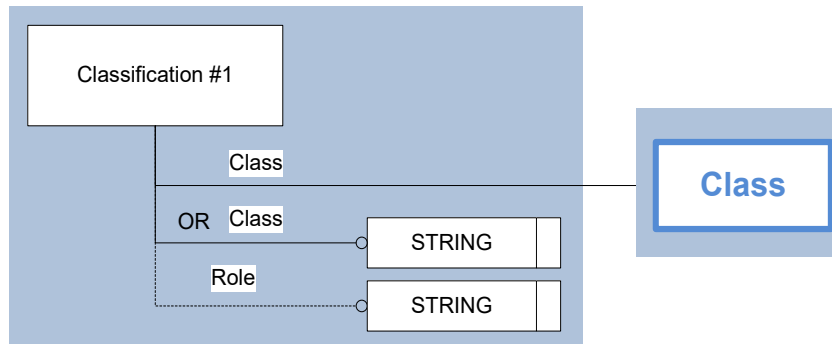 Classification #1
Class
Class
OR Class
STRING
Role
STRING